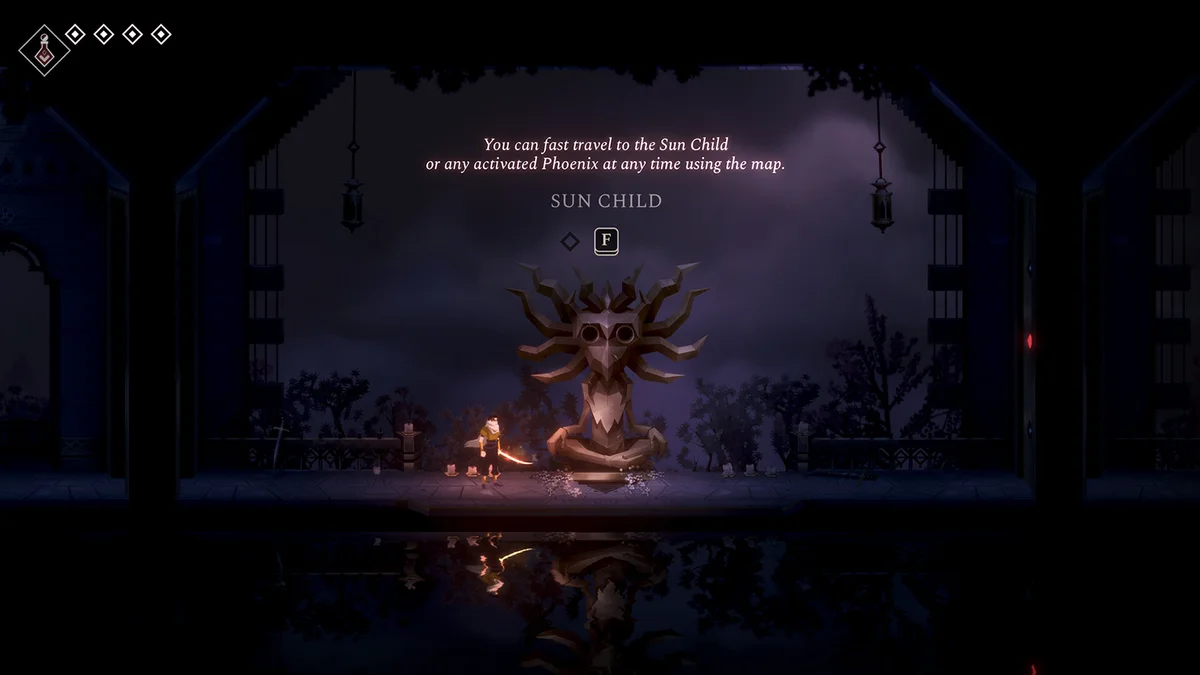 You can fast travel to the Sun Child
or any activated Phoenix at any time using the map.
SUN CHILD
F